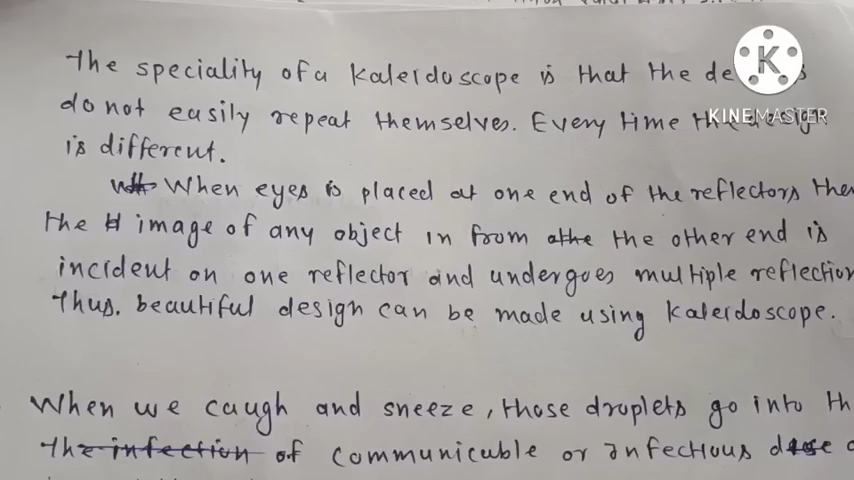 The speciality of a kaleidoscope is that the
do not easily repeat themselves. Every time the design
is different.
When eyes is placed at one end of the reflectors then
the image of any object in from the the other end is
incident on one reflector and undergoes multiple reflection
Thus. beautiful design can be made using kaleidoscope.
When we caugh and sneeze, those droplets go into th
The infection of communicable or infectious
KINEMASTER